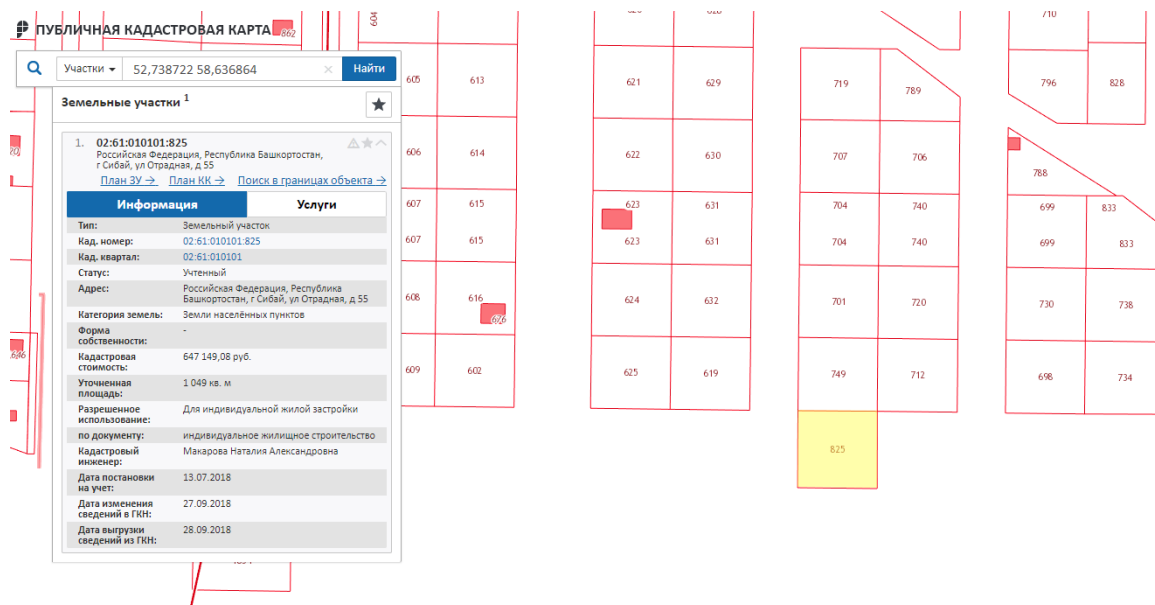 ПУБЛИЧНАЯ КАДАСТРОВАЯ КАРТА
862
604
710
Участки
52,738722 58,636864
×
Найти
Земельные участки 1
1. 02:61:010101:825
Российская Федерация, Республика Башкортостан,
г Сибай, ул Отрадная, д 55
План ЗУ → План КК → Поиск в границах объекта →
Информация Услуги
Тип: Земельный участок
Кад. номер: 02:61:010101:825
Кад. квартал: 02:61:010101
Статус: Учтенный
Адрес: Российская Федерация, Республика
Башкортостан, г Сибай, ул Отрадная, д 55
Категория земель: Земли населённых пунктов
Форма
собственности: -
Кадастровая
стоимость: 647 149,08 руб.
Уточненная
площадь: 1 049 кв. м
Разрешенное
использование: Для индивидуальной жилой застройки
по документу: индивидуальное жилищное строительство
Кадастровый
инженер: Макарова Наталия Александровна
Дата постановки
на учет: 13.07.2018
Дата изменения
сведений в ГКН: 27.09.2018
Дата выгрузки
сведений из ГКН: 28.09.2018
605 613 621 629 719 789 796 828
606 614 622 630 707 706 788
607 615 623 631 704 740 699 833
607 615 623 631 704 740 699 833
608 616 624 632 701 720 730 738
676
609 602 625 619 749 712 698 734
825